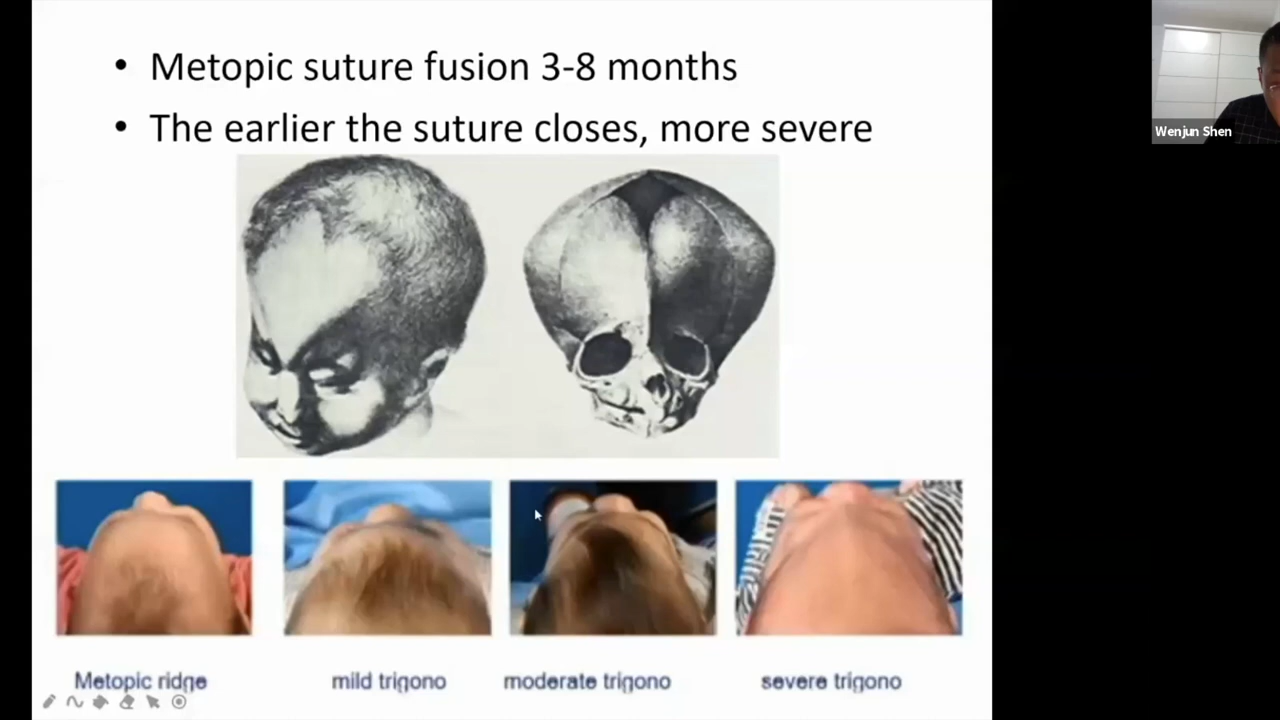 • Metopic suture fusion 3-8 months
• The earlier the suture closes, more severe
Wenjun Shen
Metopic ridge
mild trigono
moderate trigono
severe trigono